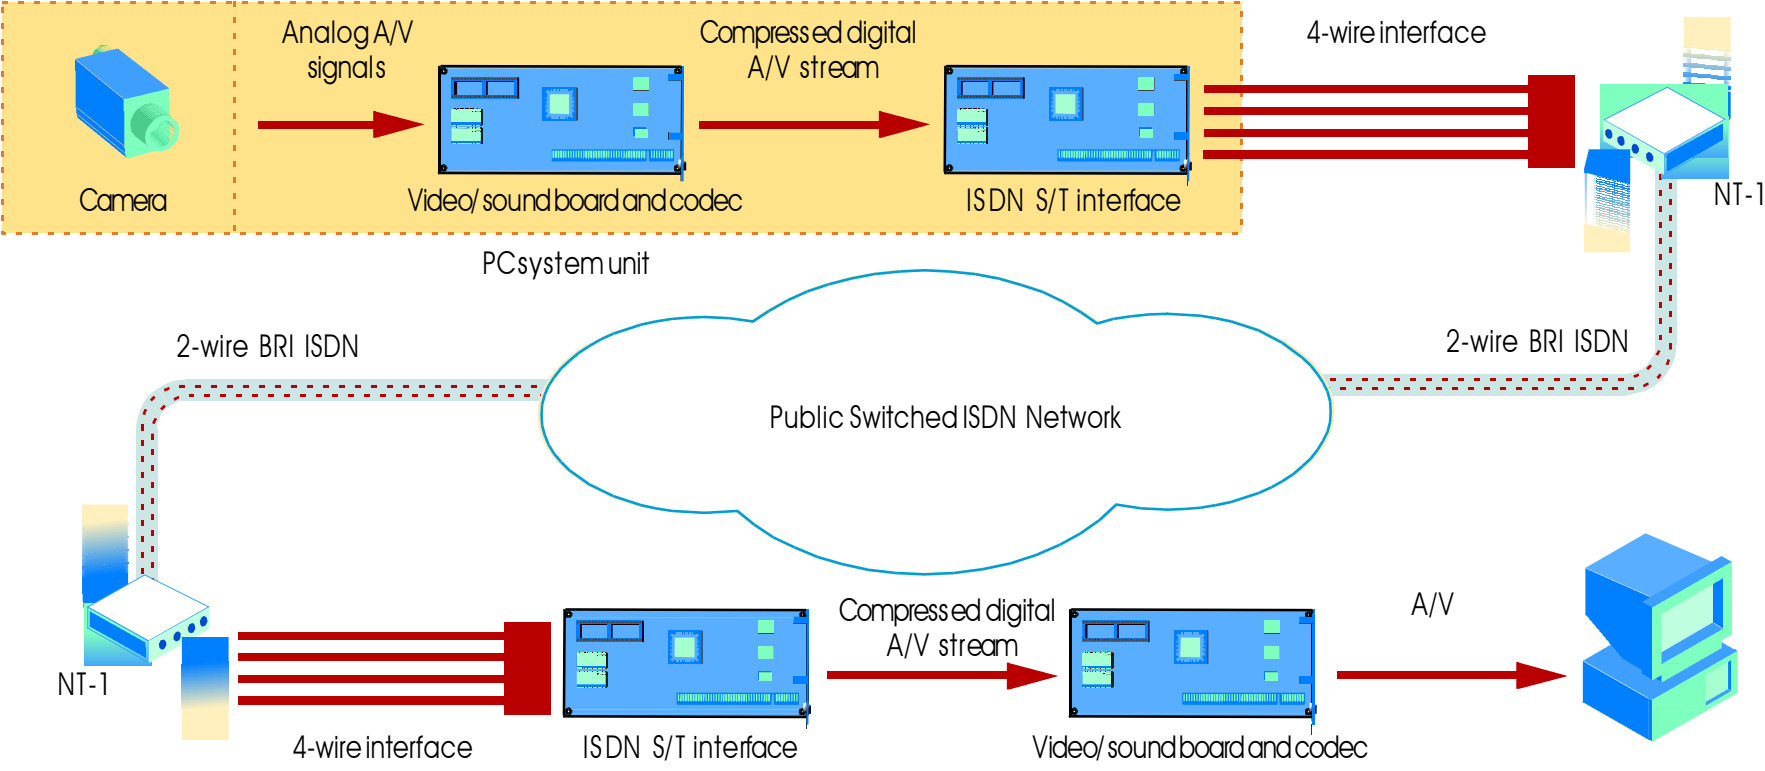 Analog A/V
signals
Compressed digital
A/V stream
4-wire interface
Camera
Video/sound board and codec
ISDN S/T interface
NT-1
PC system unit
2-wire BRI ISDN
2-wire BRI ISDN
Public Switched ISDN Network
NT-1
4-wire interface
ISDN S/T interface
Compressed digital
A/V stream
Video/sound board and codec
A/V